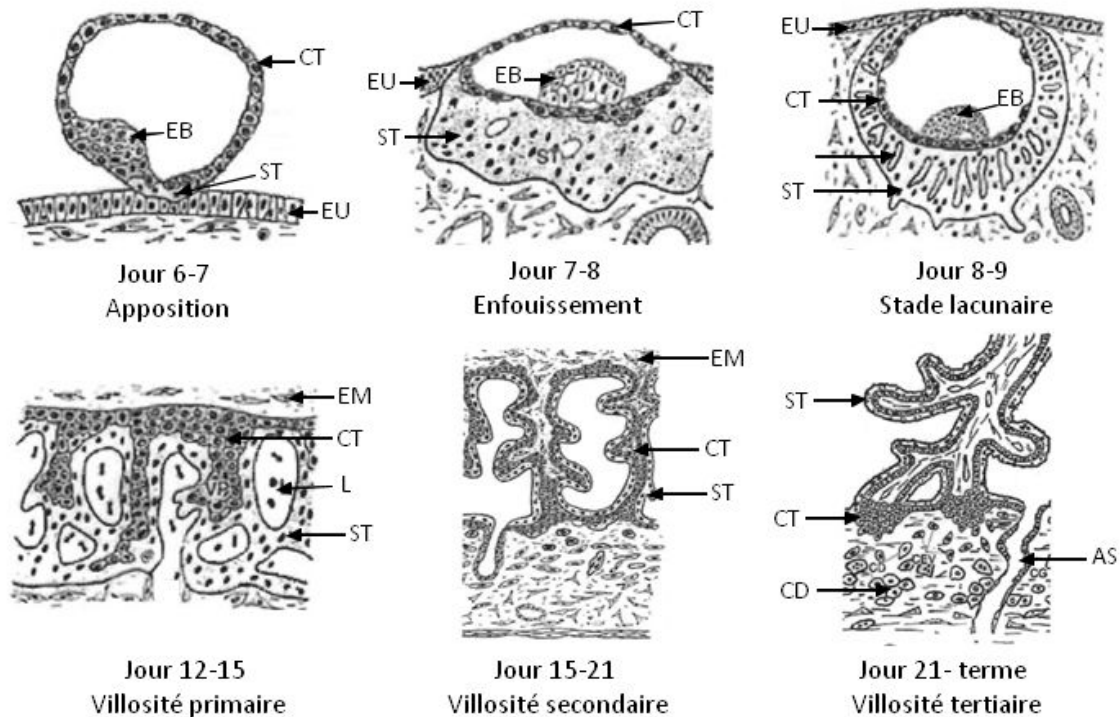 CT
EB
ST
EU
Jour 6-7
Apposition
CT
EB
EU
ST
ST
Jour 7-8
Enfouissement
EU
CT
EB
ST
Jour 8-9
Stade lacunaire
EM
CT
L
ST
Jour 12-15
Villosité primaire
EM
CT
ST
Jour 15-21
Villosité secondaire
ST
CT
CD
AS
Jour 21- terme
Villosité tertiaire